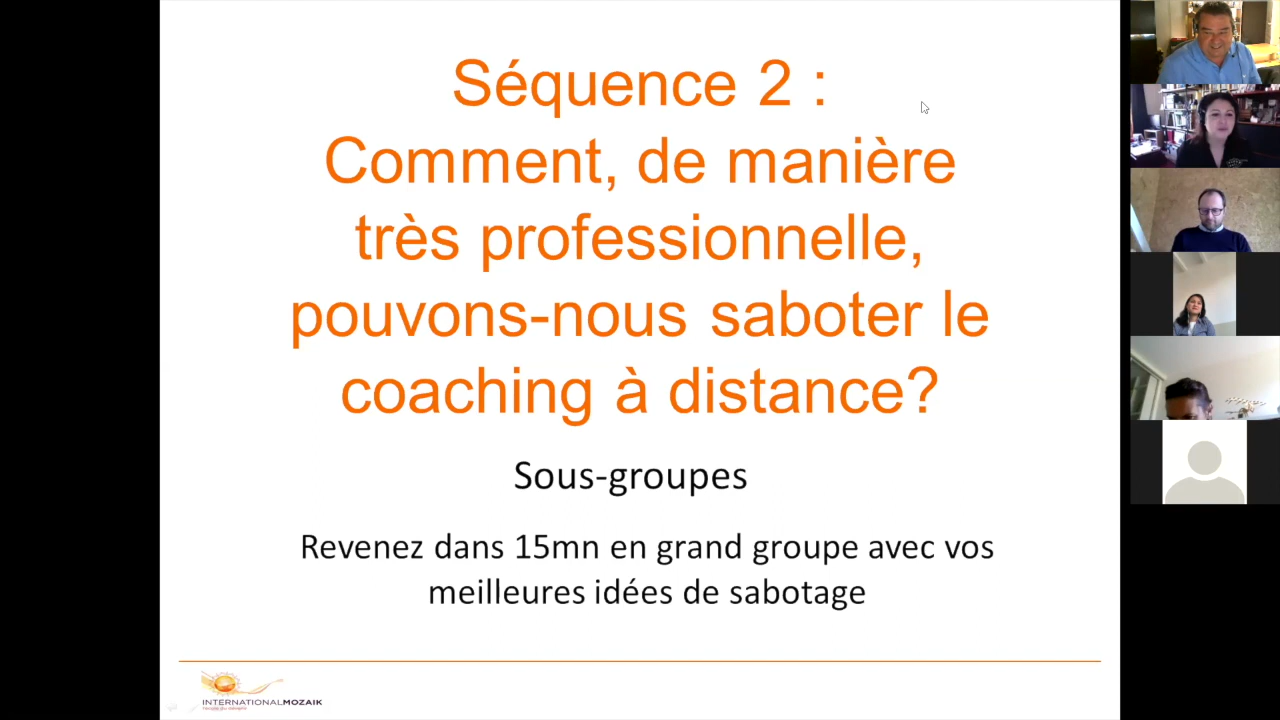 Séquence 2 :
Comment, de manière
très professionnelle,
pouvons-nous saboter le
coaching à distance?
Sous-groupes
Revenez dans 15mn en grand groupe avec vos
meilleures idées de sabotage
INTERNATIONALMOZAIK